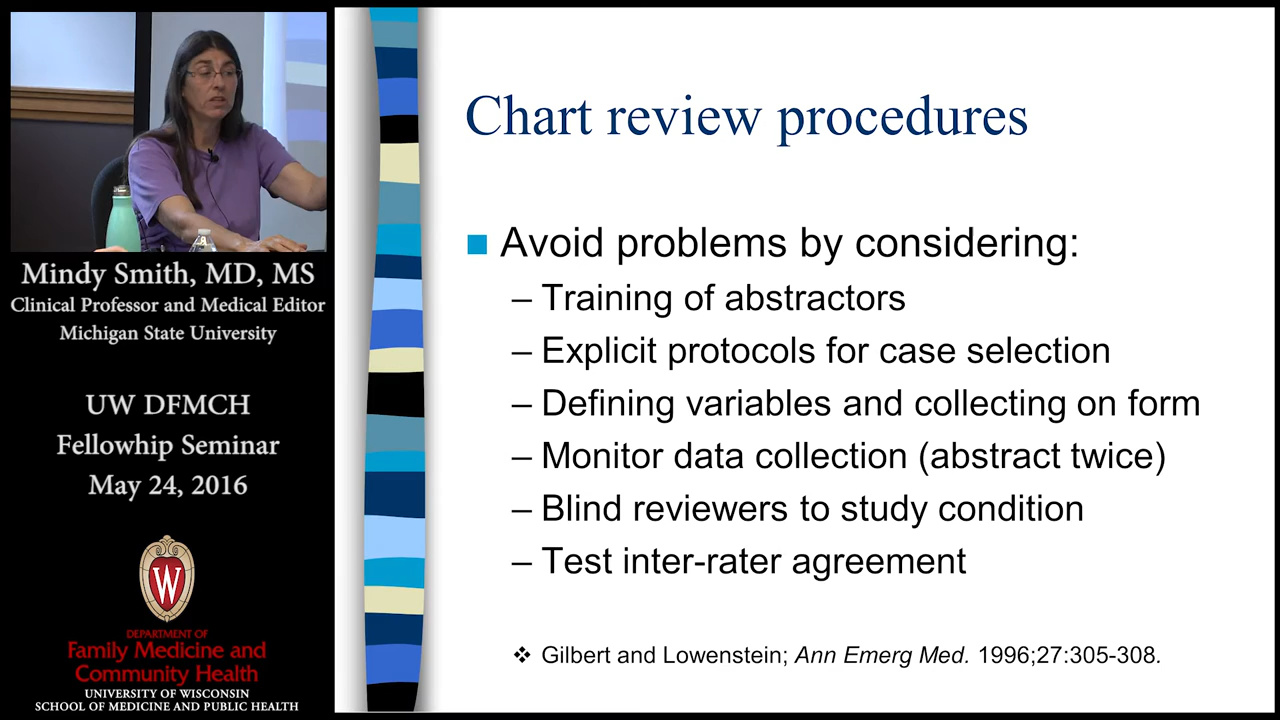 Mindy Smith, MD, MS
Clinical Professor and Medical Editor
Michigan State University
UW DFMCH
Fellowhip Seminar
May 24, 2016
W
DEPARTMENT OF
Family Medicine and
Community Health
UNIVERSITY OF WISCONSIN
SCHOOL OF MEDICINE AND PUBLIC HEALTH
Chart review procedures
Avoid problems by considering:
– Training of abstractors
– Explicit protocols for case selection
– Defining variables and collecting on form
– Monitor data collection (abstract twice)
– Blind reviewers to study condition
– Test inter-rater agreement
❖ Gilbert and Lowenstein; Ann Emerg Med. 1996;27:305-308.